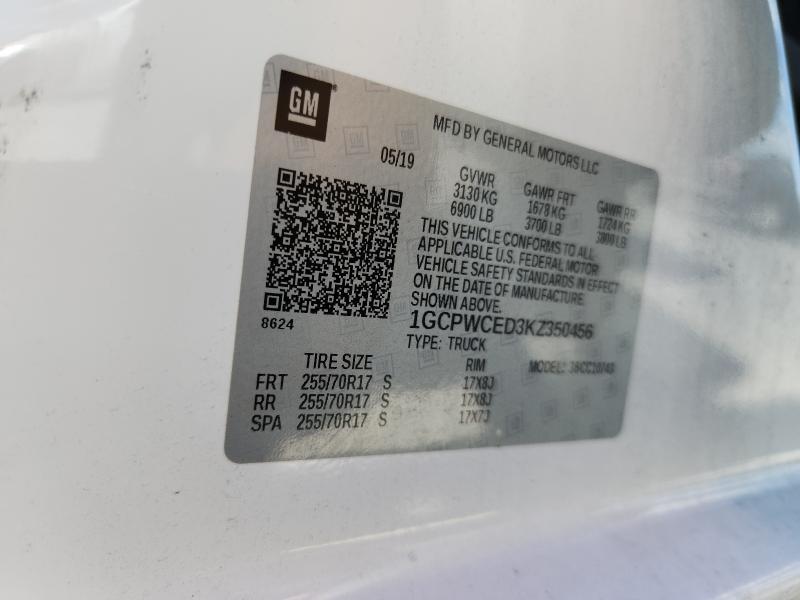 GM
MFD BY GENERAL MOTORS LLC
05/19
GVWR GAWR FRT GAWR RR
3130 KG 1678 KG 1724 KG
6900 LB 3700 LB 3800 LB
THIS VEHICLE CONFORMS TO ALL
APPLICABLE U.S. FEDERAL MOTOR
VEHICLE SAFETY STANDARDS IN EFFECT
ON THE DATE OF MANUFACTURE
SHOWN ABOVE.
8624
1GCPWCED3KZ350456
TYPE: TRUCK
TIRE SIZE RIM MODEL:
FRT 255/70R17 S 17X8J
RR 255/70R17 S 17X8J
SPA 255/70R17 S 17X7J